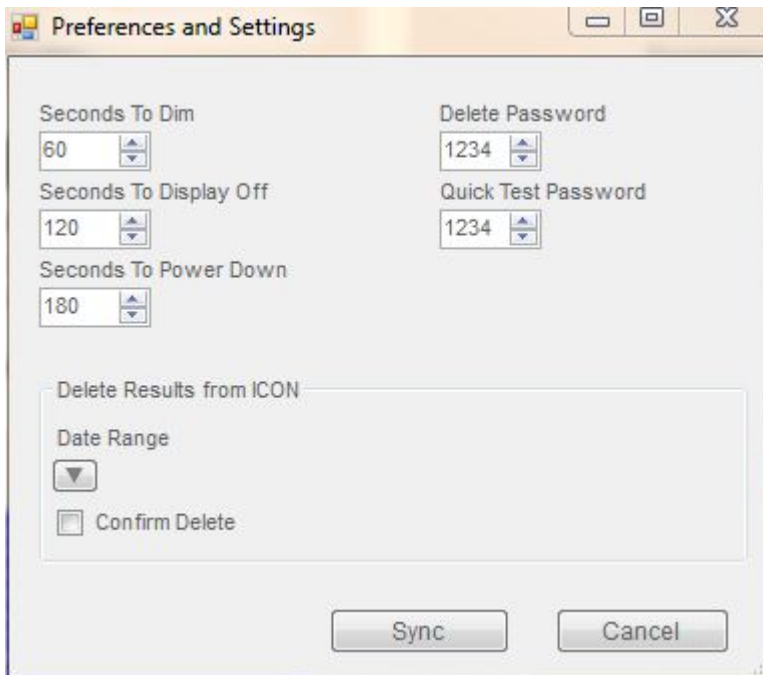 Preferences and Settings
Seconds To Dim
60
Seconds To Display Off
120
Seconds To Power Down
180
Delete Password
1234
Quick Test Password
1234
Delete Results from ICON
Date Range
Confirm Delete
Sync
Cancel